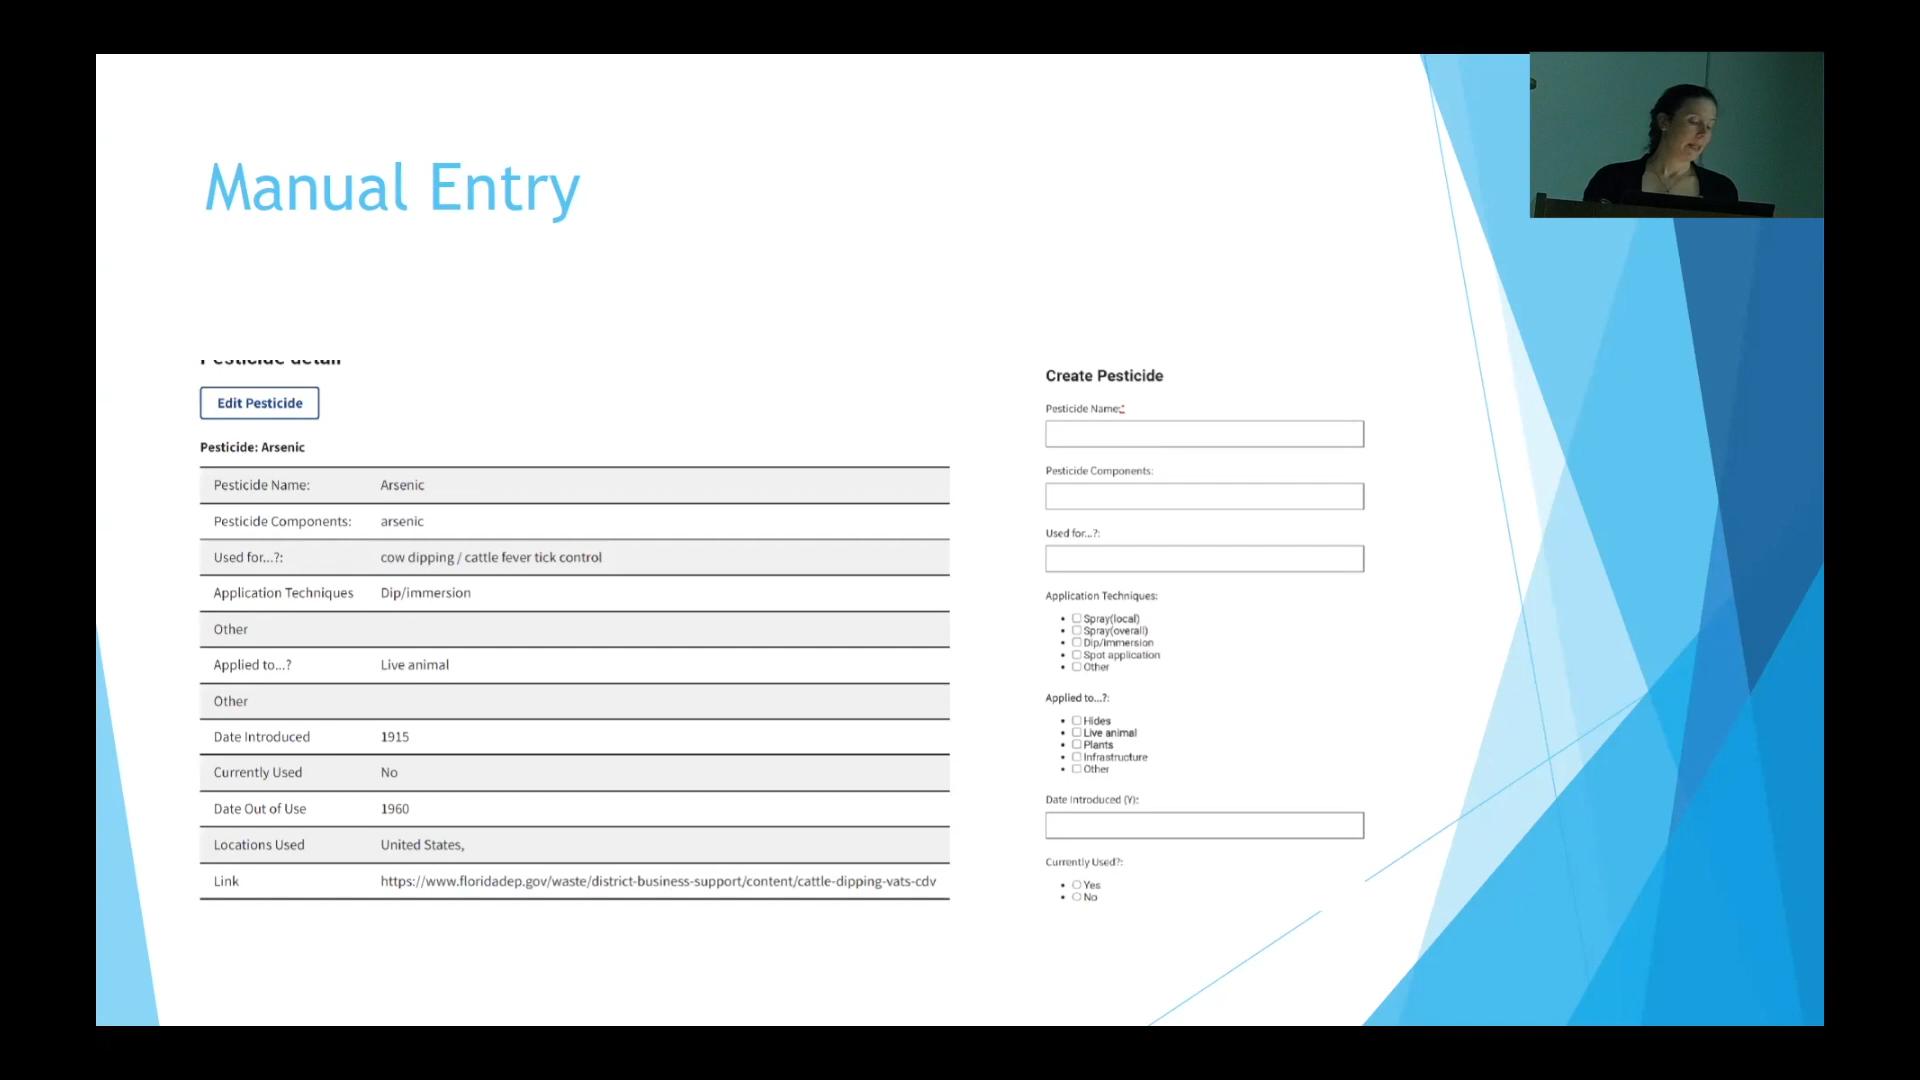 Manual Entry
Pesticide detail
Edit Pesticide
Pesticide: Arsenic
Pesticide Name: Arsenic
Pesticide Components: arsenic
Used for...?: cow dipping / cattle fever tick control
Application Techniques Dip/immersion
Other
Applied to...? Live animal
Other
Date Introduced 1915
Currently Used No
Date Out of Use 1960
Locations Used United States,
Link https://www.floridadep.gov/waste/district-business-support/content/cattle-dipping-vats-cdv
Create Pesticide
Pesticide Name:*
Pesticide Components:
Used for...?:
Application Techniques:
Spray(local)
Spray(overall)
Dip/immersion
Spot application
Other
Applied to...?:
Hides
Live animal
Plants
Infrastructure
Other
Date Introduced (Y):
Currently Used?:
Yes
No